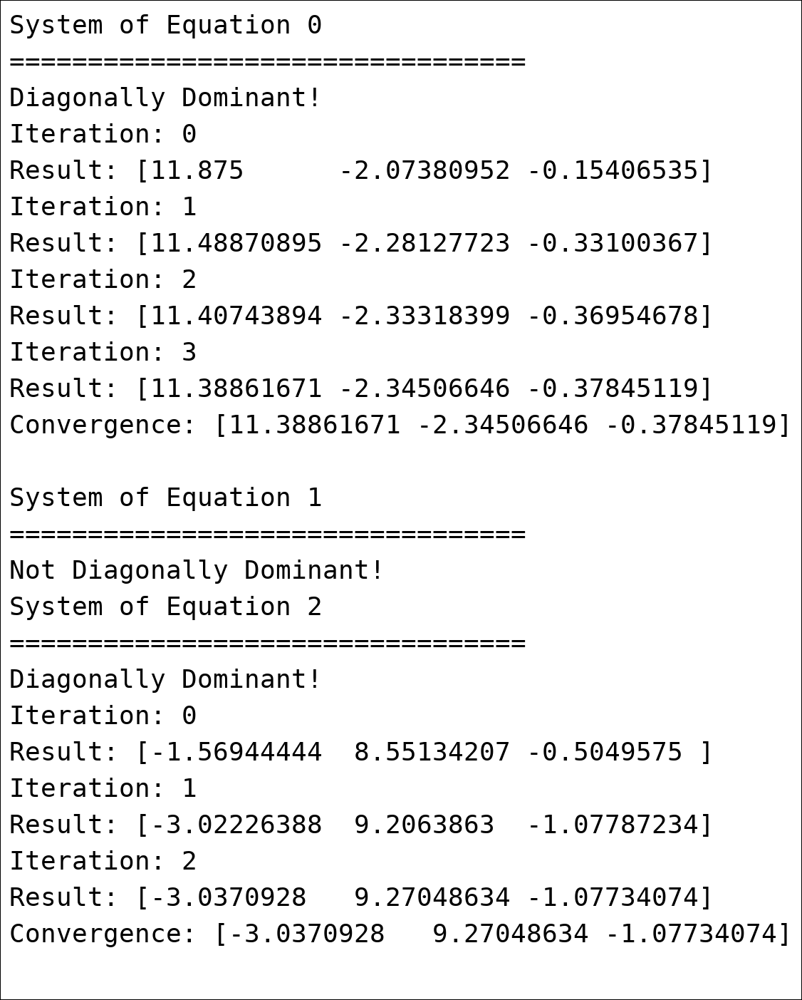 System of Equation 0
=================================
Diagonally Dominant!
Iteration: 0
Result: [11.875      -2.07380952 -0.15406535]
Iteration: 1
Result: [11.48870895 -2.28127723 -0.33100367]
Iteration: 2
Result: [11.40743894 -2.33318399 -0.36954678]
Iteration: 3
Result: [11.38861671 -2.34506646 -0.37845119]
Convergence: [11.38861671 -2.34506646 -0.37845119]

System of Equation 1
=================================
Not Diagonally Dominant!
System of Equation 2
=================================
Diagonally Dominant!
Iteration: 0
Result: [-1.56944444  8.55134207 -0.5049575 ]
Iteration: 1
Result: [-3.02226388  9.2063863  -1.07787234]
Iteration: 2
Result: [-3.0370928   9.27048634 -1.07734074]
Convergence: [-3.0370928   9.27048634 -1.07734074]